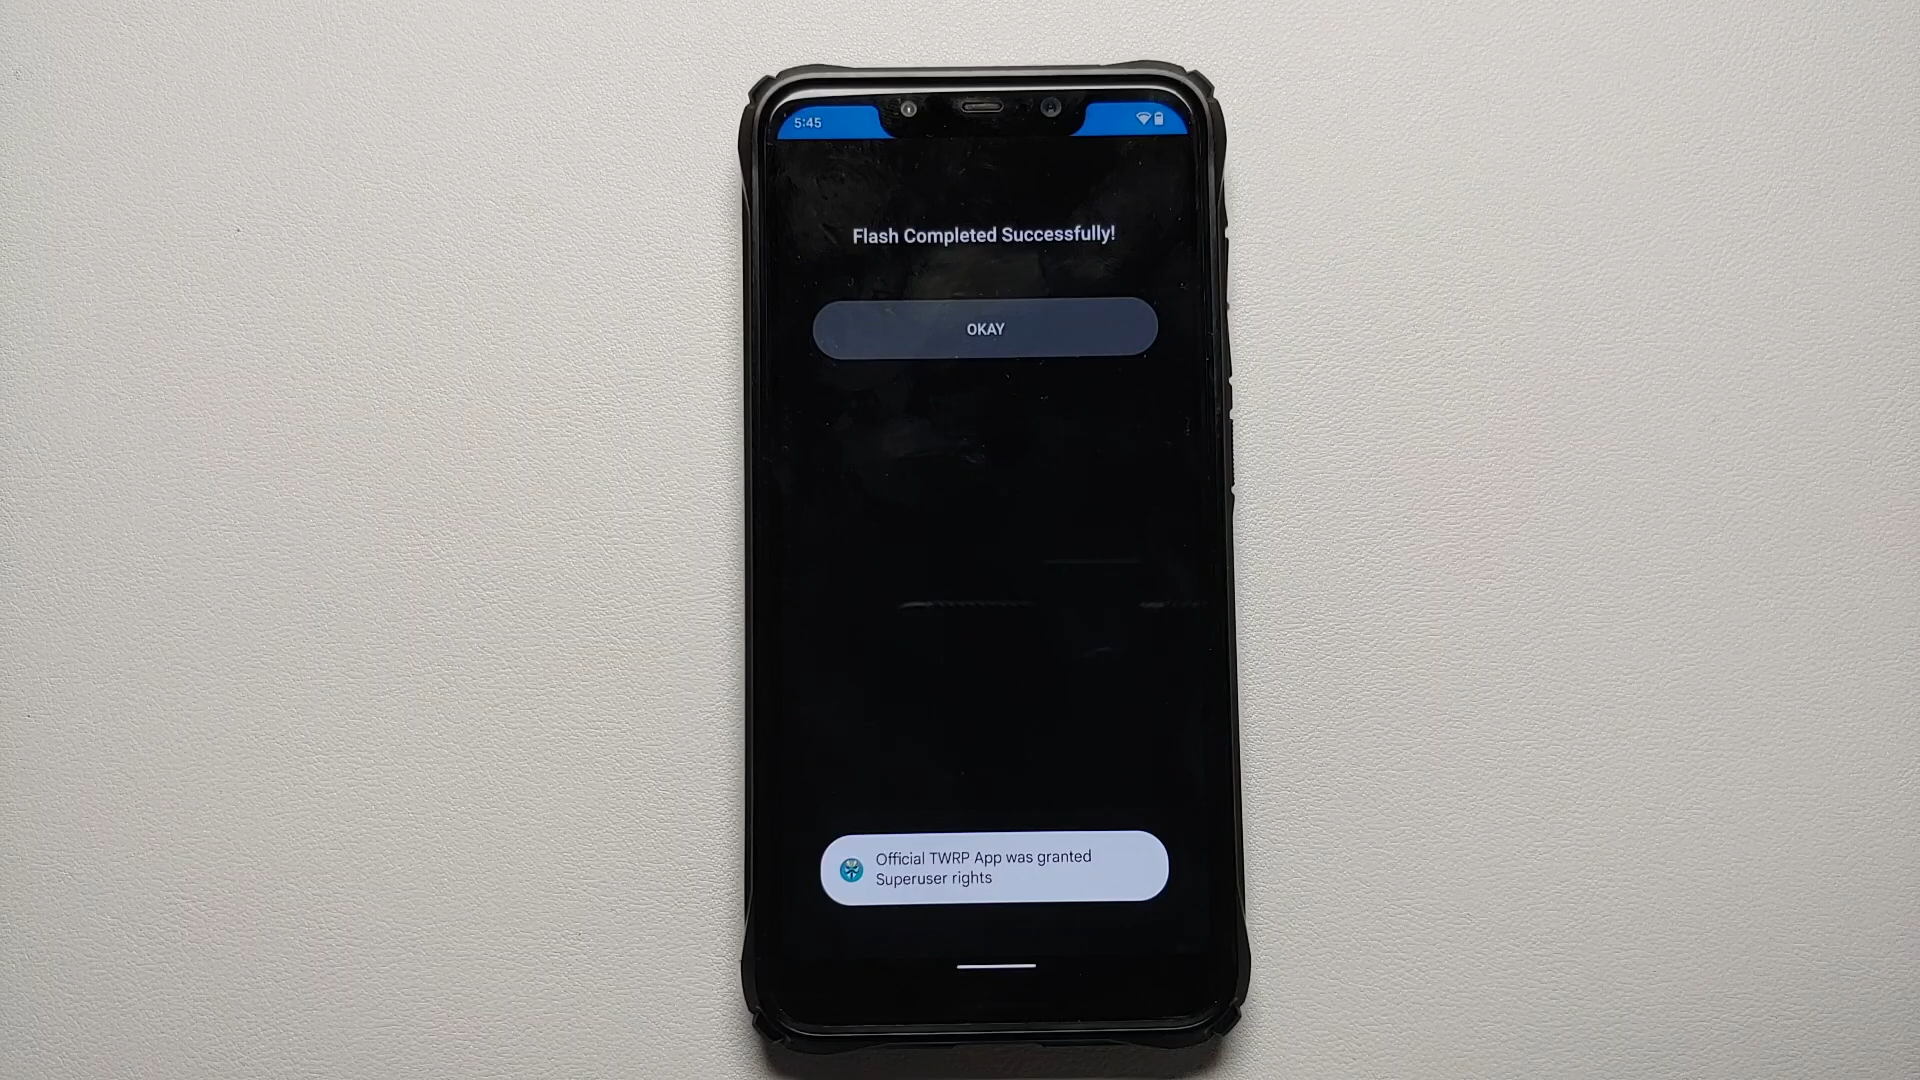 5:45
Flash Completed Successfully!
OKAY
Official TWRP App was granted
Superuser rights